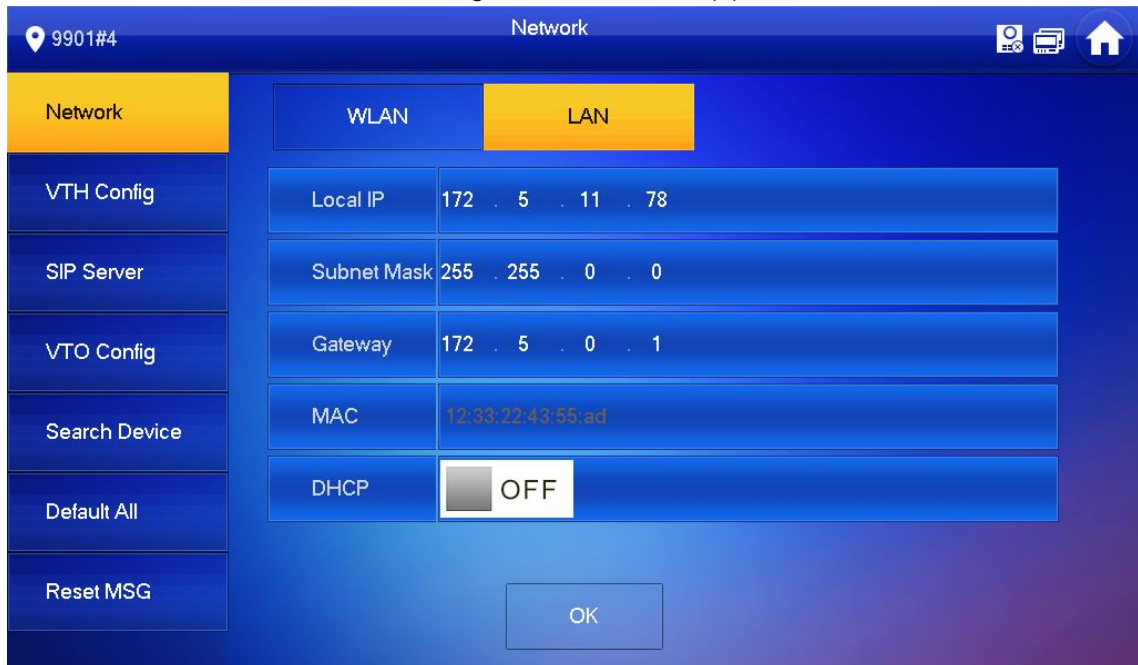 9901#4
Network
Network
WLAN
LAN
VTH Config
Local IP 172 . 5 . 11 . 78
SIP Server
Subnet Mask 255 . 255 . 0 . 0
VTO Config
Gateway 172 . 5 . 0 . 1
Search Device
MAC 12:33:22:43:55:ad
Default All
DHCP OFF
Reset MSG
OK